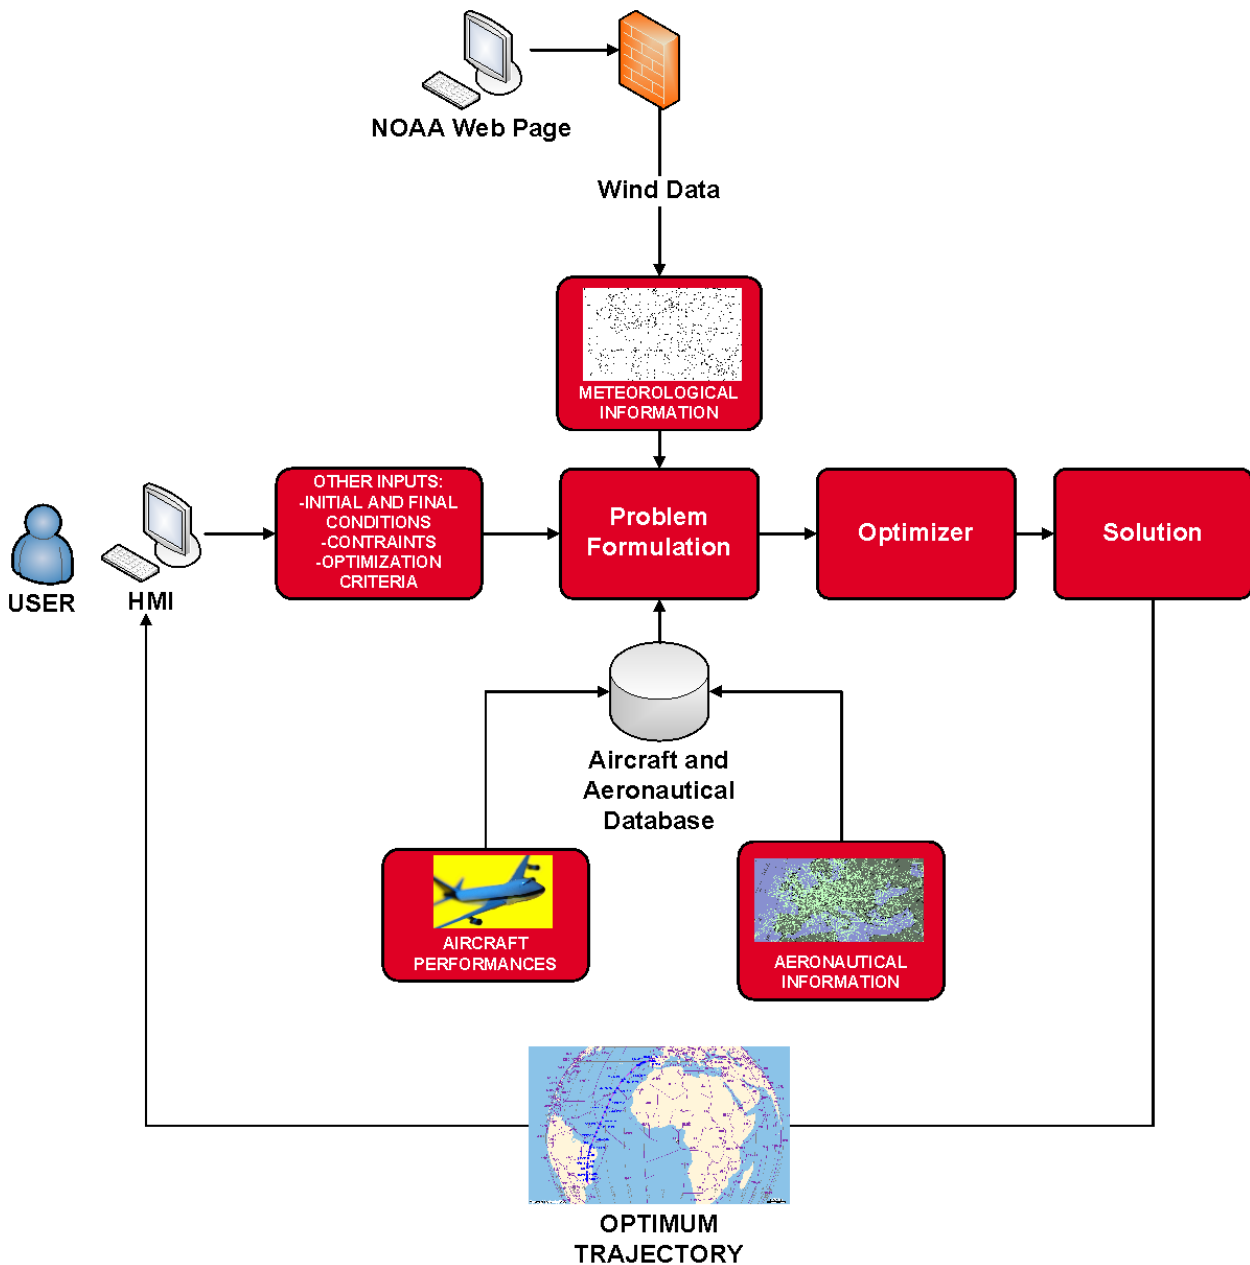 NOAA Web Page
Wind Data
METEOROLOGICAL
INFORMATION
OTHER INPUTS:
-INITIAL AND FINAL
CONDITIONS
-CONTRAINTS
-OPTIMIZATION
CRITERIA
Problem
Formulation
Optimizer
Solution
USER
HMI
Aircraft and
Aeronautical
Database
AIRCRAFT
PERFORMANCES
AERONAUTICAL
INFORMATION
OPTIMUM
TRAJECTORY